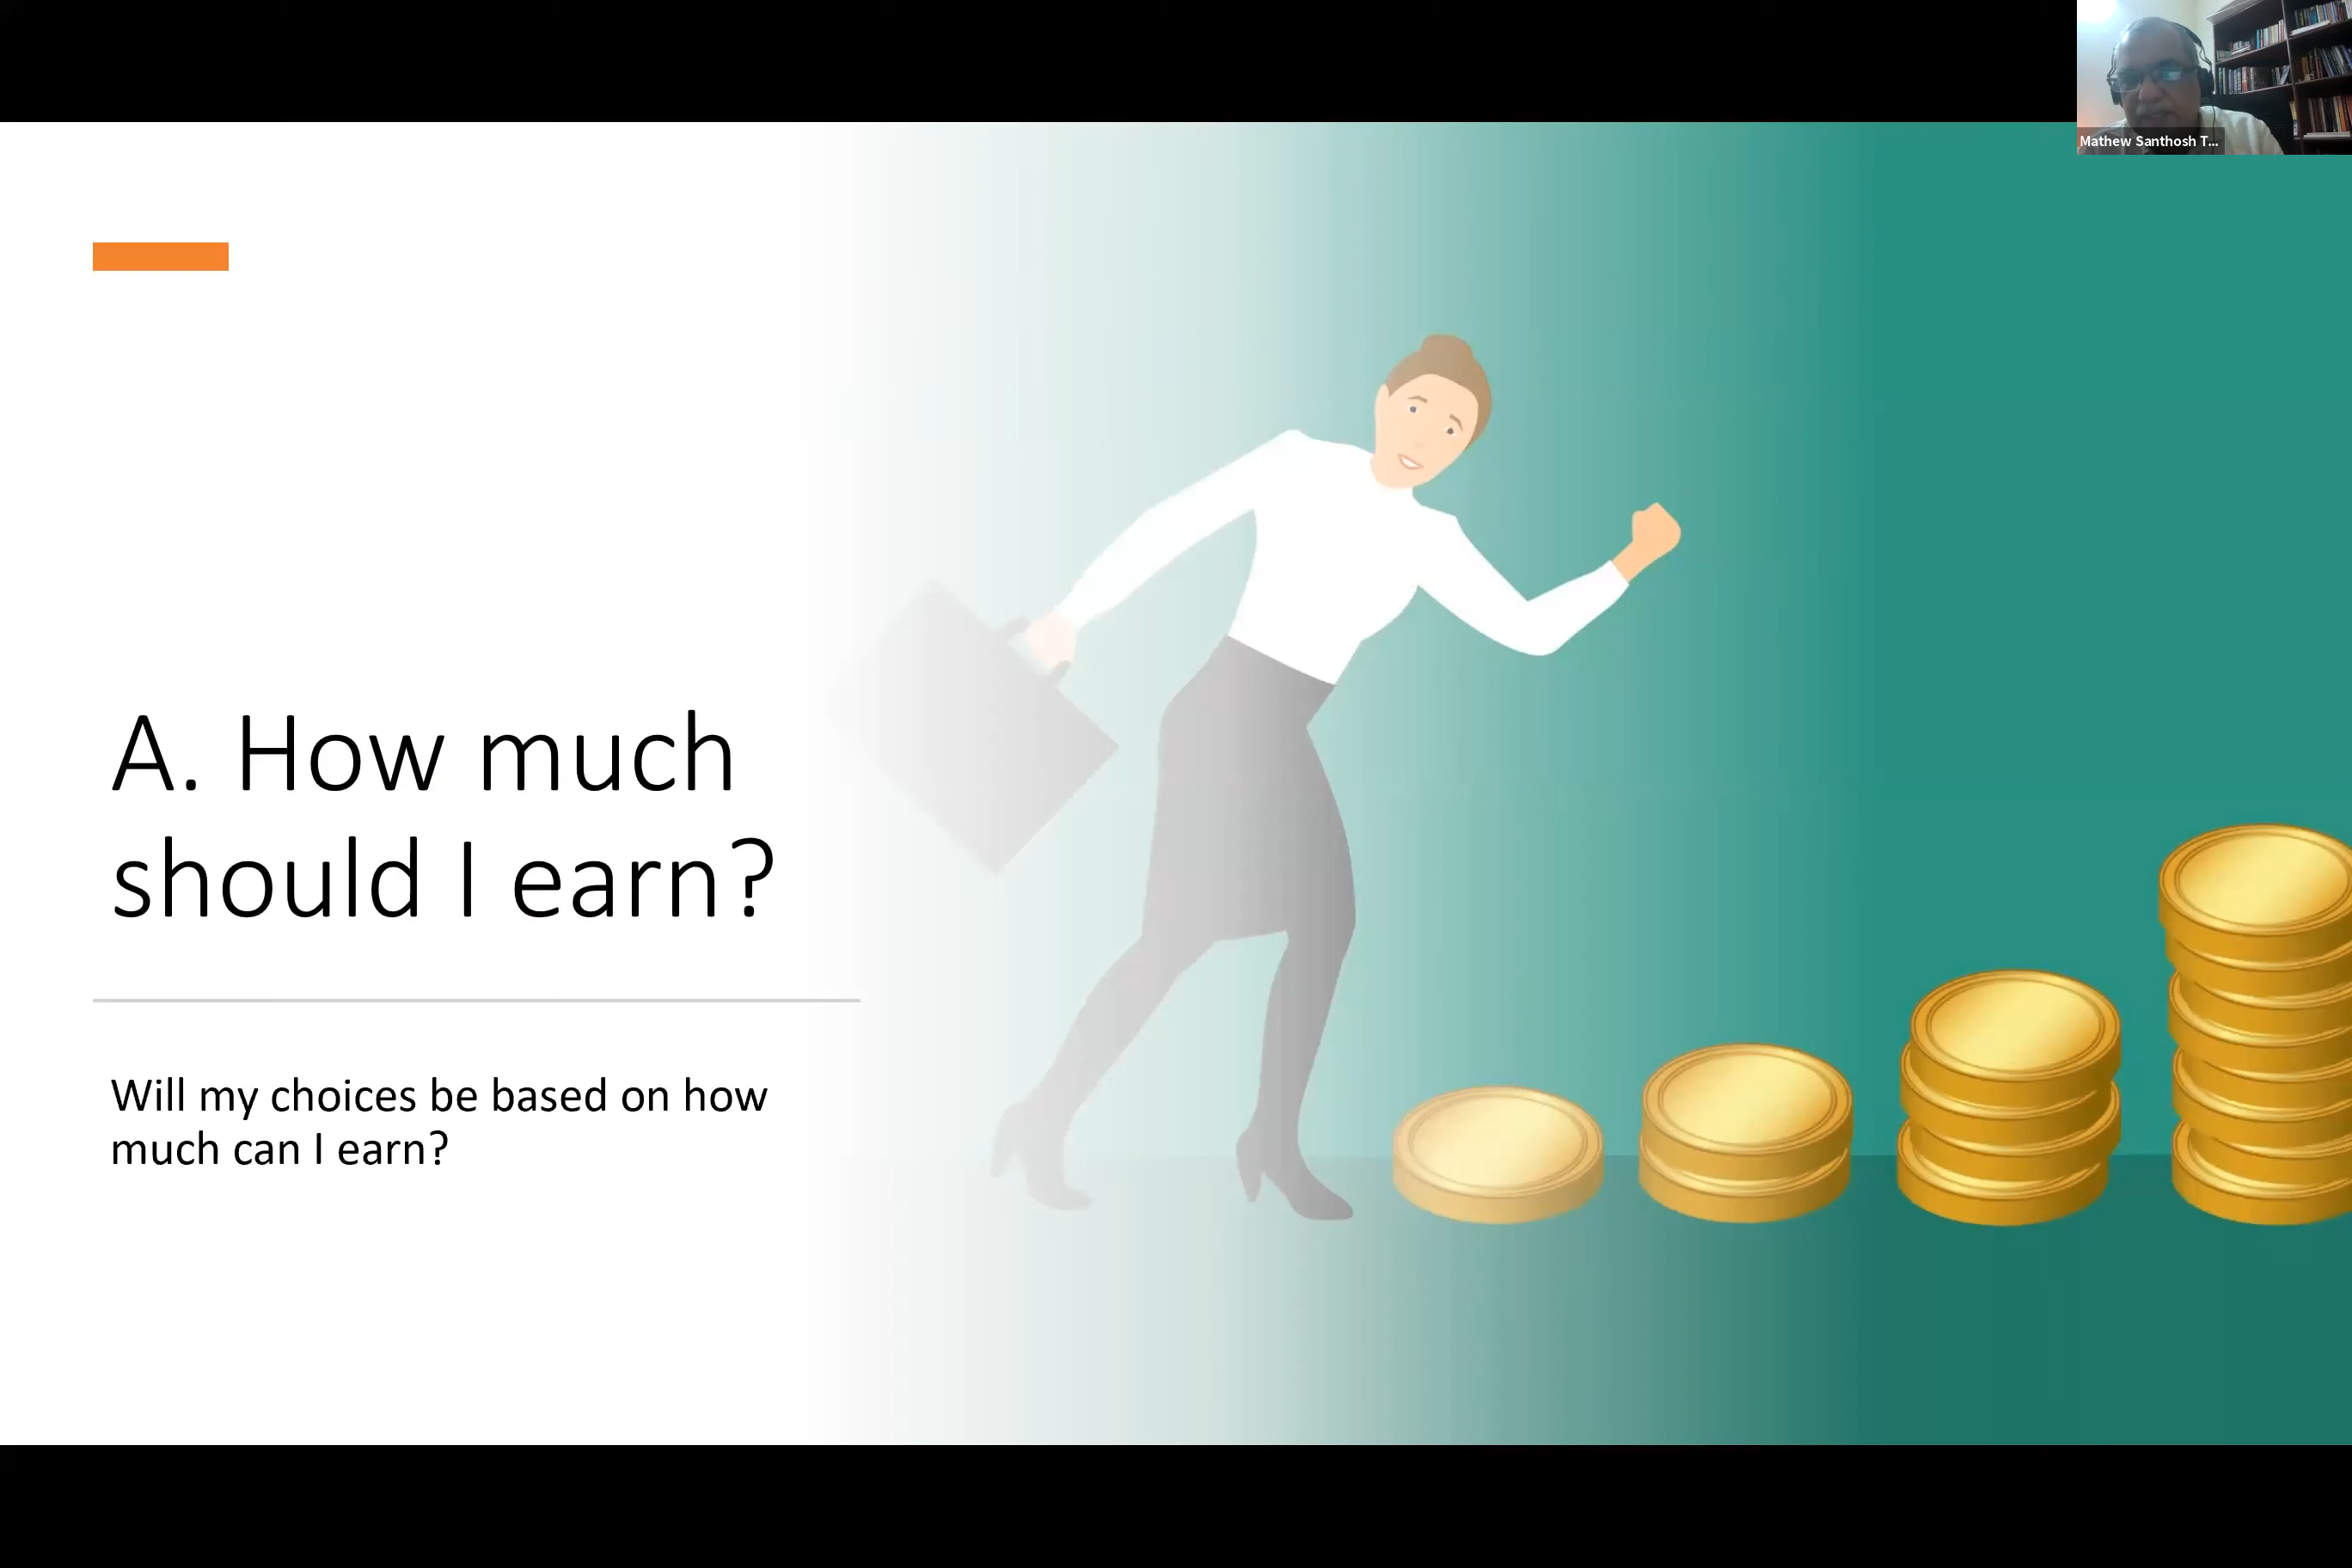 Mathew Santhosh T...
A. How much
should I earn?
Will my choices be based on how
much can I earn?